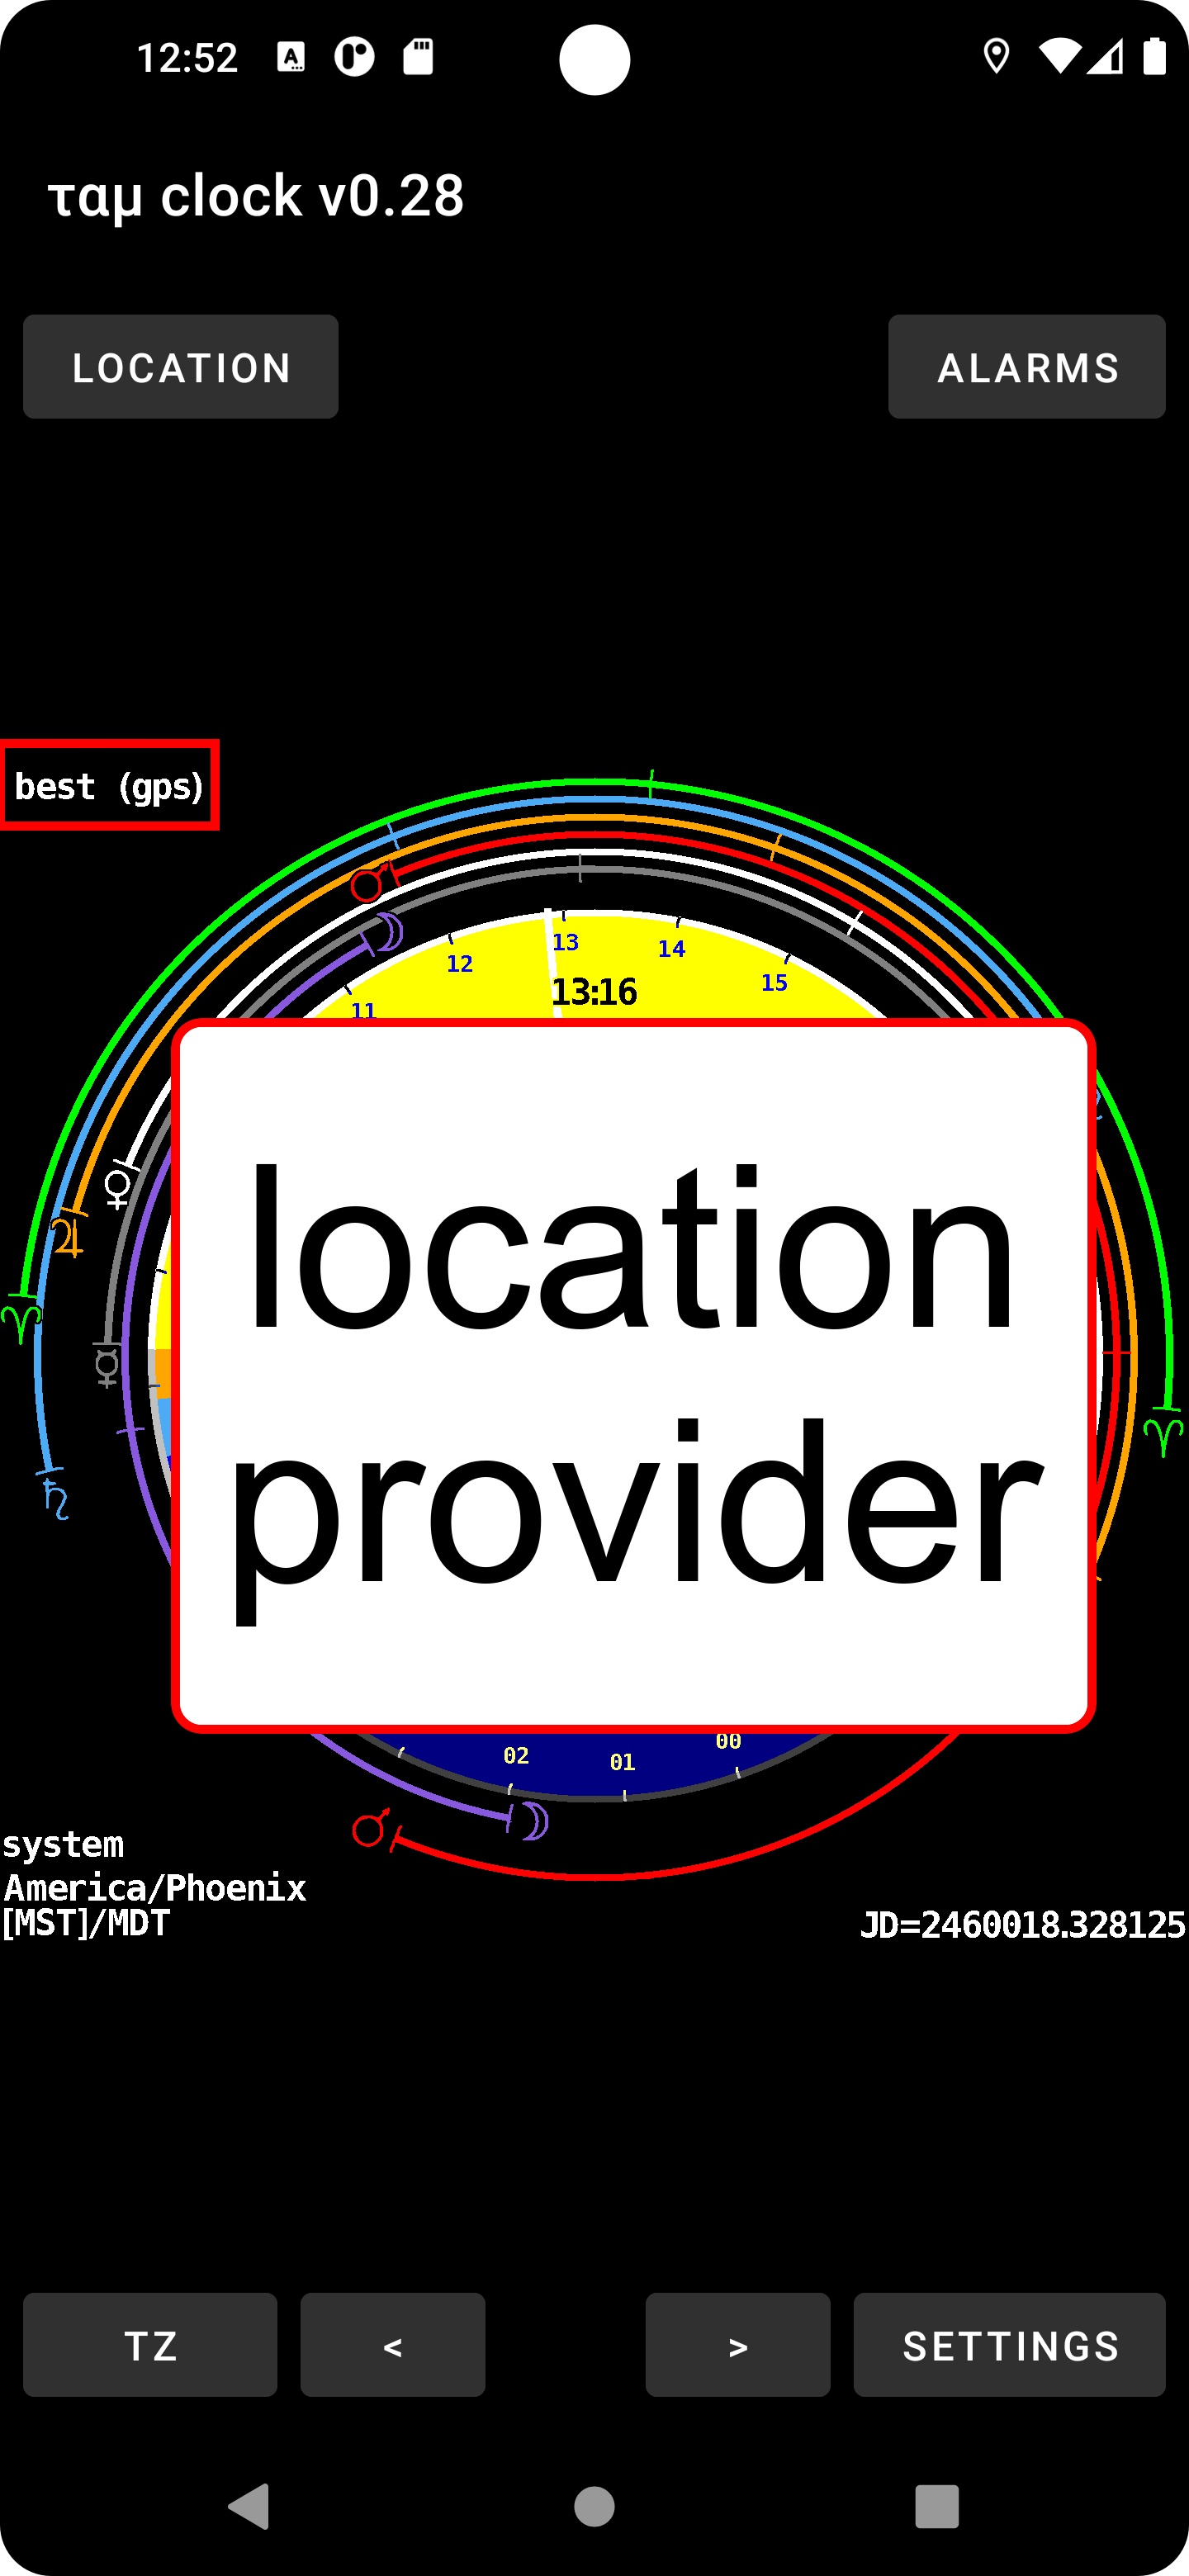 12:52
ταμ clock v0.28
LOCATION
ALARMS
best (gps)
13
14
12
15
13:16
11
location
provider
00
02
01
system
America/Phoenix
[MST]/MDT
JD=2460018.328125
TZ
<
>
SETTINGS